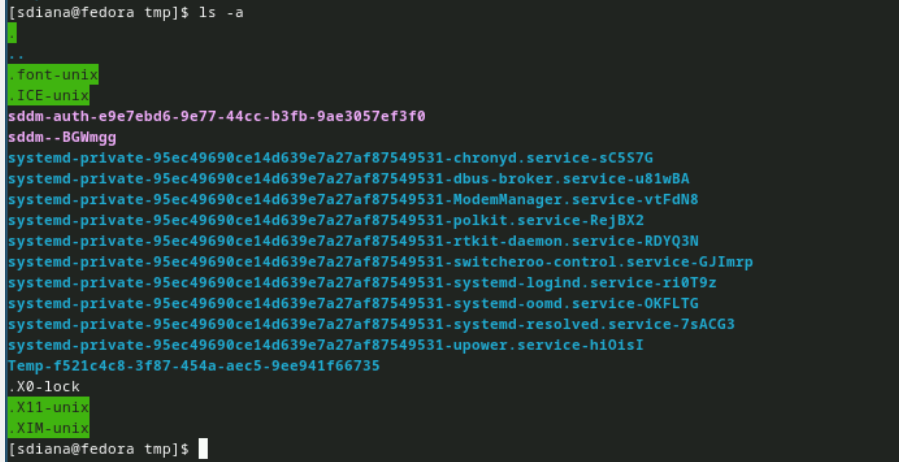 [sdiana@fedora tmp]$ ls -a
.
..
.font-unix
.ICE-unix
sddm-auth-e9e7ebd6-9e77-44cc-b3fb-9ae3057ef3f0
sddm--BGWmgg
systemd-private-95ec49690ce14d639e7a27af87549531-chronyd.service-sC5S7G
systemd-private-95ec49690ce14d639e7a27af87549531-dbus-broker.service-u81wBA
systemd-private-95ec49690ce14d639e7a27af87549531-ModemManager.service-vtFdN8
systemd-private-95ec49690ce14d639e7a27af87549531-polkit.service-RejBX2
systemd-private-95ec49690ce14d639e7a27af87549531-rtkit-daemon.service-RDYQ3N
systemd-private-95ec49690ce14d639e7a27af87549531-switcheroo-control.service-GJImrp
systemd-private-95ec49690ce14d639e7a27af87549531-systemd-logind.service-ri0T9z
systemd-private-95ec49690ce14d639e7a27af87549531-systemd-oomd.service-OKFLTG
systemd-private-95ec49690ce14d639e7a27af87549531-systemd-resolved.service-7sACG3
systemd-private-95ec49690ce14d639e7a27af87549531-upower.service-hiOisI
Temp-f521c4c8-3f87-454a-aec5-9ee941f66735
.X0-lock
.X11-unix
.XIM-unix
[sdiana@fedora tmp]$